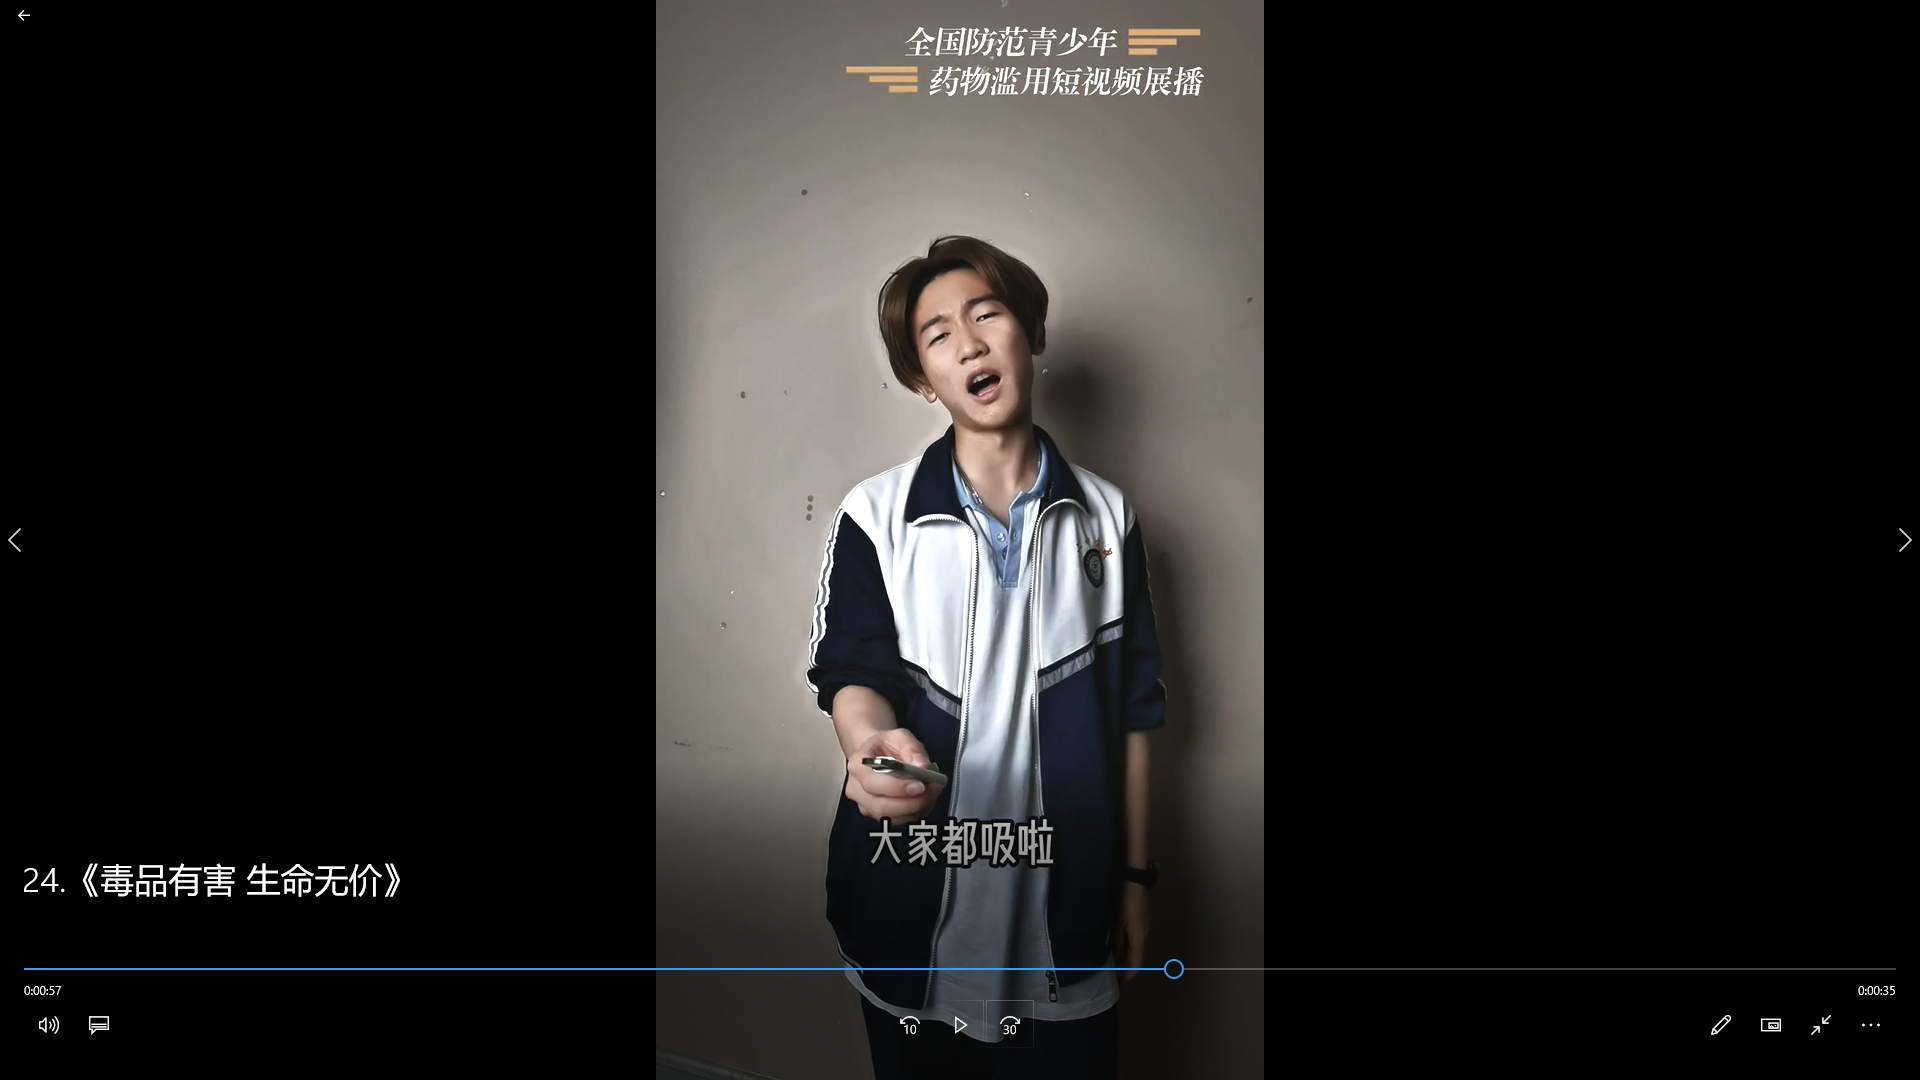 全国防范青少年
药物滥用短视频展播
大家都吸啦
24.《毒品有害 生命无价》
0:00:57
0:00:35
10
30